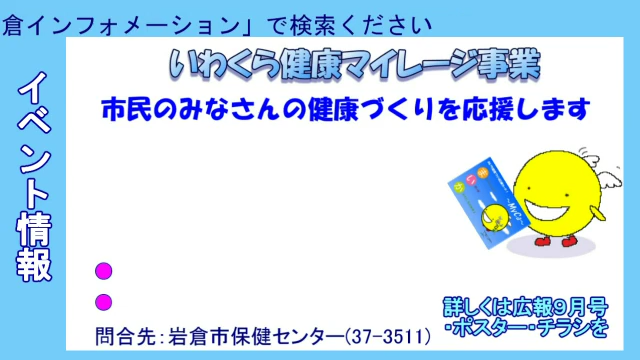 倉インフォメーション」で検索ください
イベント情報
いわくら健康マイレージ事業
市民のみなさんの健康づくりを応援します
まいか
~MyCa~
詳しくは広報9月号
・ポスター・チラシを
問合先:岩倉市保健センター(37-3511)